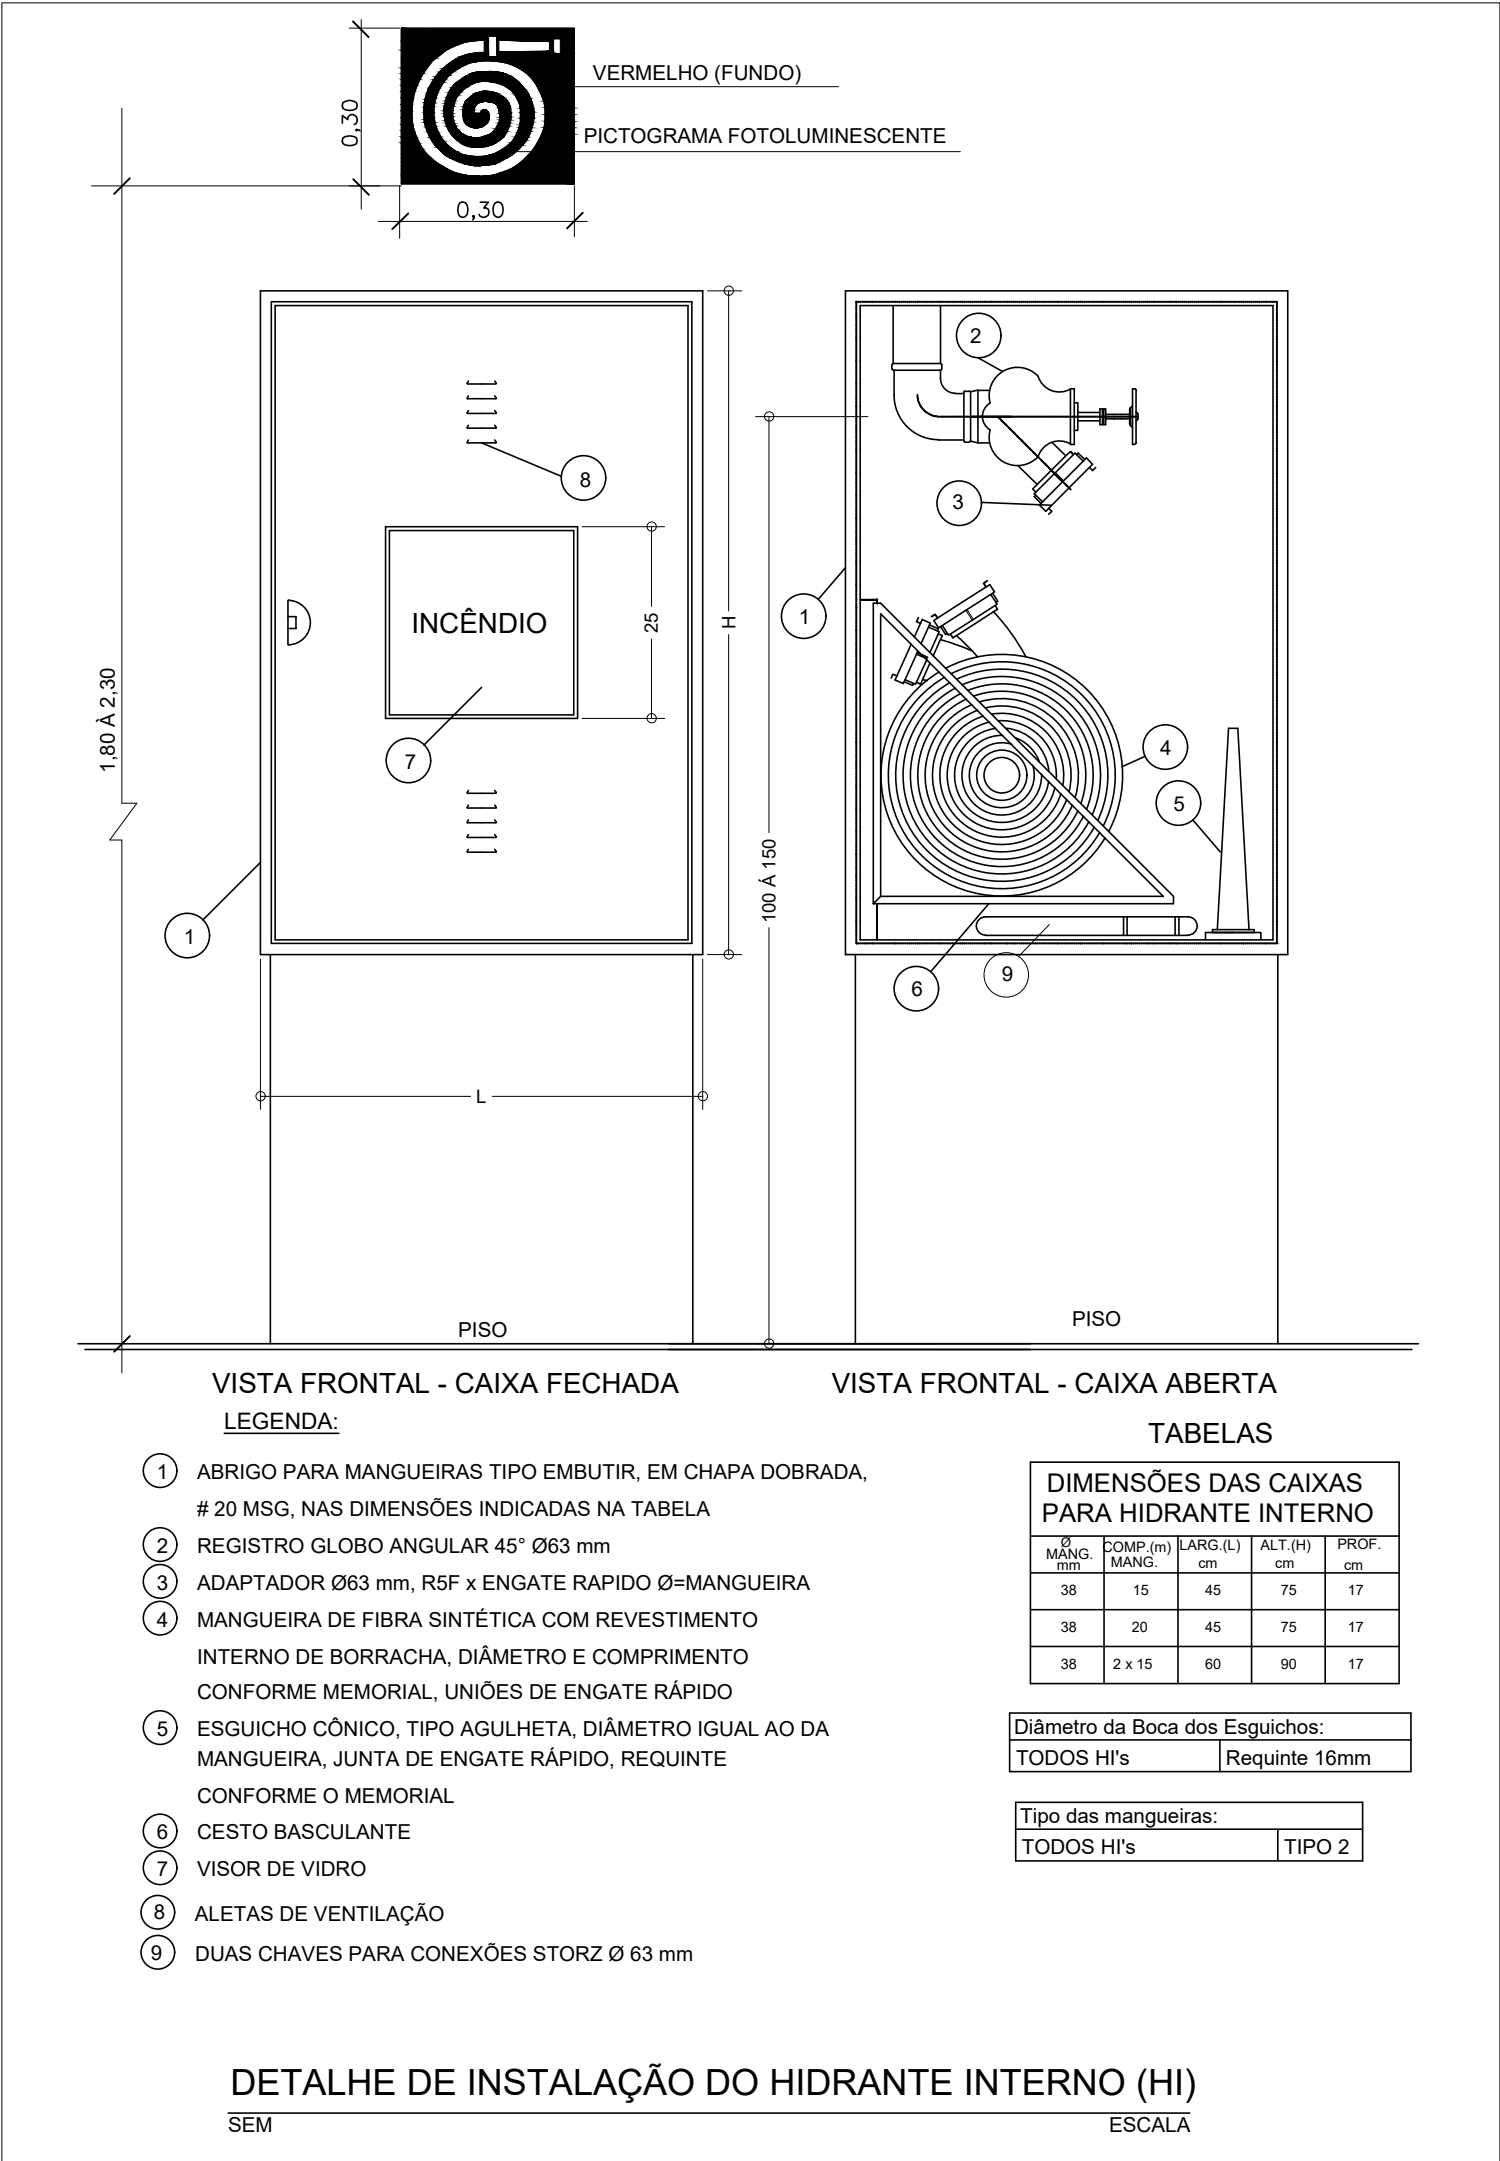 0,30
VERMELHO (FUNDO)
PICTOGRAMA FOTOLUMINESCENTE
0,30
1,80 À 2,30
8
INCÊNDIO
25
H
7
1
L
PISO
100 Á 150
2
3
1
4
5
6
9
PISO
VISTA FRONTAL - CAIXA FECHADA
VISTA FRONTAL - CAIXA ABERTA
LEGENDA:
1 ABRIGO PARA MANGUEIRAS TIPO EMBUTIR, EM CHAPA DOBRADA,
# 20 MSG, NAS DIMENSÕES INDICADAS NA TABELA
2 REGISTRO GLOBO ANGULAR 45° Ø63 mm
3 ADAPTADOR Ø63 mm, R5F x ENGATE RAPIDO Ø=MANGUEIRA
4 MANGUEIRA DE FIBRA SINTÉTICA COM REVESTIMENTO
INTERNO DE BORRACHA, DIÂMETRO E COMPRIMENTO
CONFORME MEMORIAL, UNIÕES DE ENGATE RÁPIDO
5 ESGUICHO CÔNICO, TIPO AGULHETA, DIÂMETRO IGUAL AO DA
MANGUEIRA, JUNTA DE ENGATE RÁPIDO, REQUINTE
CONFORME O MEMORIAL
6 CESTO BASCULANTE
7 VISOR DE VIDRO
8 ALETAS DE VENTILAÇÃO
9 DUAS CHAVES PARA CONEXÕES STORZ Ø 63 mm
TABELAS
DIMENSÕES DAS CAIXAS
PARA HIDRANTE INTERNO
Ø MANG. mm COMP.(m) MANG. LARG.(L) cm ALT.(H) cm PROF. cm
38 15 45 75 17
38 20 45 75 17
38 2 x 15 60 90 17
Diâmetro da Boca dos Esguichos:
TODOS HI's Requinte 16mm
Tipo das mangueiras:
TODOS HI's TIPO 2
DETALHE DE INSTALAÇÃO DO HIDRANTE INTERNO (HI)
SEM ESCALA